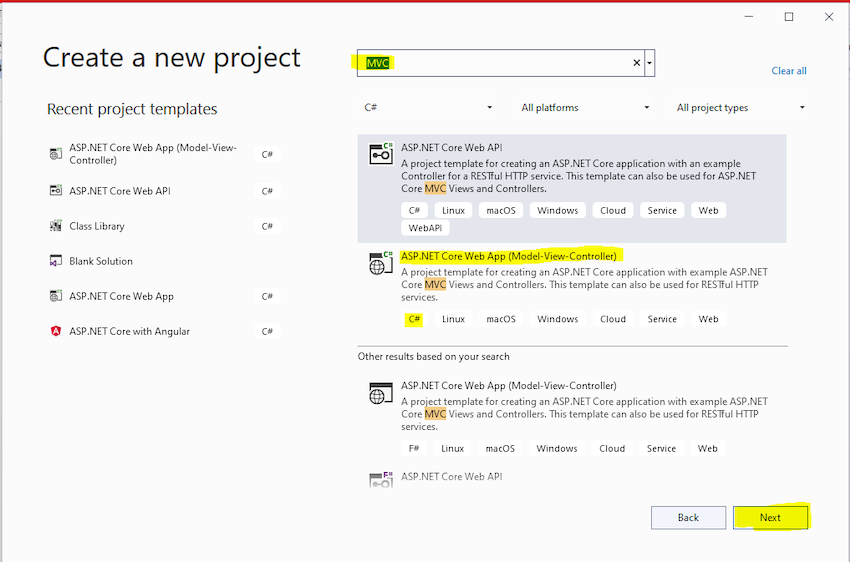 Create a new project
MVC
Clear all
Recent project templates
C#
All platforms
All project types
ASP.NET Core Web App (Model-View-
Controller)
C#
ASP.NET Core Web API
C#
Class Library
C#
Blank Solution
ASP.NET Core Web App
C#
ASP.NET Core with Angular
C#
C#
ASP.NET Core Web API
A project template for creating an ASP.NET Core application with an example
Controller for a RESTful HTTP service. This template can also be used for ASP.NET
Core MVC Views and Controllers.
C# Linux macOS Windows Cloud Service Web
WebAPI
C#
ASP.NET Core Web App (Model-View-Controller)
A project template for creating an ASP.NET Core application with example ASP.NET
Core MVC Views and Controllers. This template can also be used for RESTful HTTP
services.
C# Linux macOS Windows Cloud Service Web
Other results based on your search
ASP.NET Core Web App (Model-View-Controller)
A project template for creating an ASP.NET Core application with example ASP.NET
Core MVC Views and Controllers. This template can also be used for RESTful HTTP
services.
F# Linux macOS Windows Cloud Service Web
F#
ASP.NET Core Web API
Back
Next